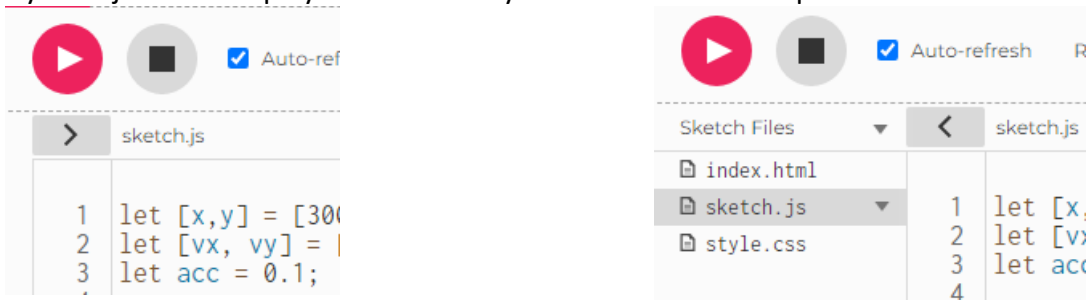 Auto-ref
sketch.js
1 let [x,y] = [300
2 let [vx, vy] = [
3 let acc = 0.1;
Auto-refresh R
Sketch Files sketch.js
index.html
sketch.js
style.css
1 let [x,
2 let [vx
3 let acc
4